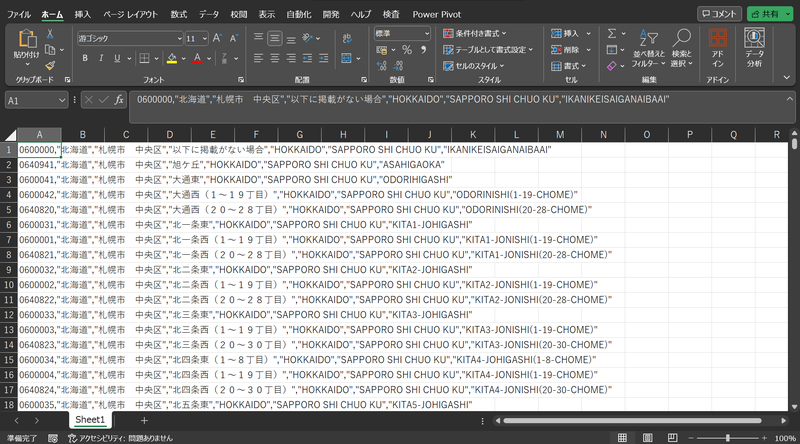 ファイル ホーム 挿入 ページ レイアウト 数式 データ 校閲 表示 自動化 開発 ヘルプ 検査 Power Pivot コメント 共有
貼り付け 游ゴシック 11 標準 条件付き書式 挿入 並べ替えと フィルター 検索と 選択 アド イン データ 分析
テーブルとして書式設定 削除
セルのスタイル 書式
クリップボード フォント 配置 数値 スタイル セル 編集 アドイン 分析
A1 fx 0600000,"北海道","札幌市　中央区","以下に掲載がない場合","HOKKAIDO","SAPPORO SHI CHUO KU","IKANIKEISAIGANAIBAAI"
A B C D E F G H I J K L M N O P Q R
1 0600000,"北海道","札幌市　中央区","以下に掲載がない場合","HOKKAIDO","SAPPORO SHI CHUO KU","IKANIKEISAIGANAIBAAI"
2 0640941,"北海道","札幌市　中央区","旭ケ丘","HOKKAIDO","SAPPORO SHI CHUO KU","ASAHIGAOKA"
3 0600041,"北海道","札幌市　中央区","大通東","HOKKAIDO","SAPPORO SHI CHUO KU","ODORIHIGASHI"
4 0600042,"北海道","札幌市　中央区","大通西（１～１９丁目）","HOKKAIDO","SAPPORO SHI CHUO KU","ODORINISHI(1-19-CHOME)"
5 0640820,"北海道","札幌市　中央区","大通西（２０～２８丁目）","HOKKAIDO","SAPPORO SHI CHUO KU","ODORINISHI(20-28-CHOME)"
6 0600031,"北海道","札幌市　中央区","北一条東","HOKKAIDO","SAPPORO SHI CHUO KU","KITA1-JOHIGASHI"
7 0600001,"北海道","札幌市　中央区","北一条西（１～１９丁目）","HOKKAIDO","SAPPORO SHI CHUO KU","KITA1-JONISHI(1-19-CHOME)"
8 0640821,"北海道","札幌市　中央区","北一条西（２０～２８丁目）","HOKKAIDO","SAPPORO SHI CHUO KU","KITA1-JONISHI(20-28-CHOME)"
9 0600032,"北海道","札幌市　中央区","北二条東","HOKKAIDO","SAPPORO SHI CHUO KU","KITA2-JOHIGASHI"
10 0600002,"北海道","札幌市　中央区","北二条西（１～１９丁目）","HOKKAIDO","SAPPORO SHI CHUO KU","KITA2-JONISHI(1-19-CHOME)"
11 0640822,"北海道","札幌市　中央区","北二条西（２０～２８丁目）","HOKKAIDO","SAPPORO SHI CHUO KU","KITA2-JONISHI(20-28-CHOME)"
12 0600033,"北海道","札幌市　中央区","北三条東","HOKKAIDO","SAPPORO SHI CHUO KU","KITA3-JOHIGASHI"
13 0600003,"北海道","札幌市　中央区","北三条西（１～１９丁目）","HOKKAIDO","SAPPORO SHI CHUO KU","KITA3-JONISHI(1-19-CHOME)"
14 0640823,"北海道","札幌市　中央区","北三条西（２０～３０丁目）","HOKKAIDO","SAPPORO SHI CHUO KU","KITA3-JONISHI(20-30-CHOME)"
15 0600034,"北海道","札幌市　中央区","北四条東（１～８丁目）","HOKKAIDO","SAPPORO SHI CHUO KU","KITA4-JOHIGASHI(1-8-CHOME)"
16 0600004,"北海道","札幌市　中央区","北四条西（１～１９丁目）","HOKKAIDO","SAPPORO SHI CHUO KU","KITA4-JONISHI(1-19-CHOME)"
17 0640824,"北海道","札幌市　中央区","北四条西（２０～３０丁目）","HOKKAIDO","SAPPORO SHI CHUO KU","KITA4-JONISHI(20-30-CHOME)"
18 0600035,"北海道","札幌市　中央区","北五条東","HOKKAIDO","SAPPORO SHI CHUO KU","KITA5-JOHIGASHI"
Sheet1
準備完了 アクセシビリティ: 問題ありません 100%